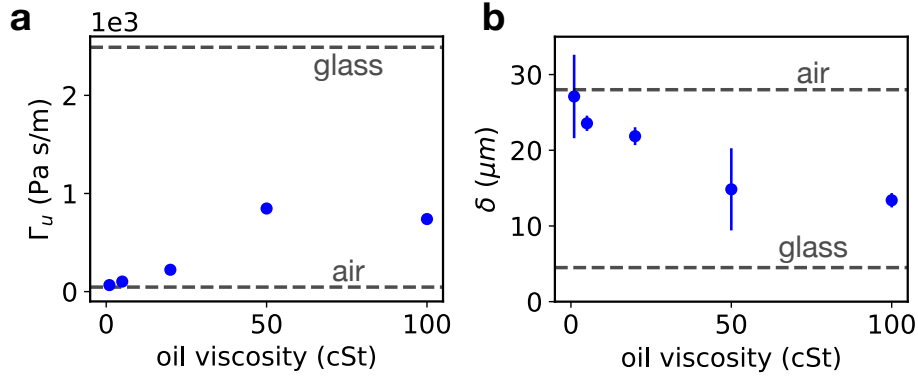 a
1e3
Γᵤ (Pa s/m)
2
1
0
glass
air
0
50
100
oil viscosity (cSt)
b
δ (μm)
30
20
10
0
air
glass
0
50
100
oil viscosity (cSt)